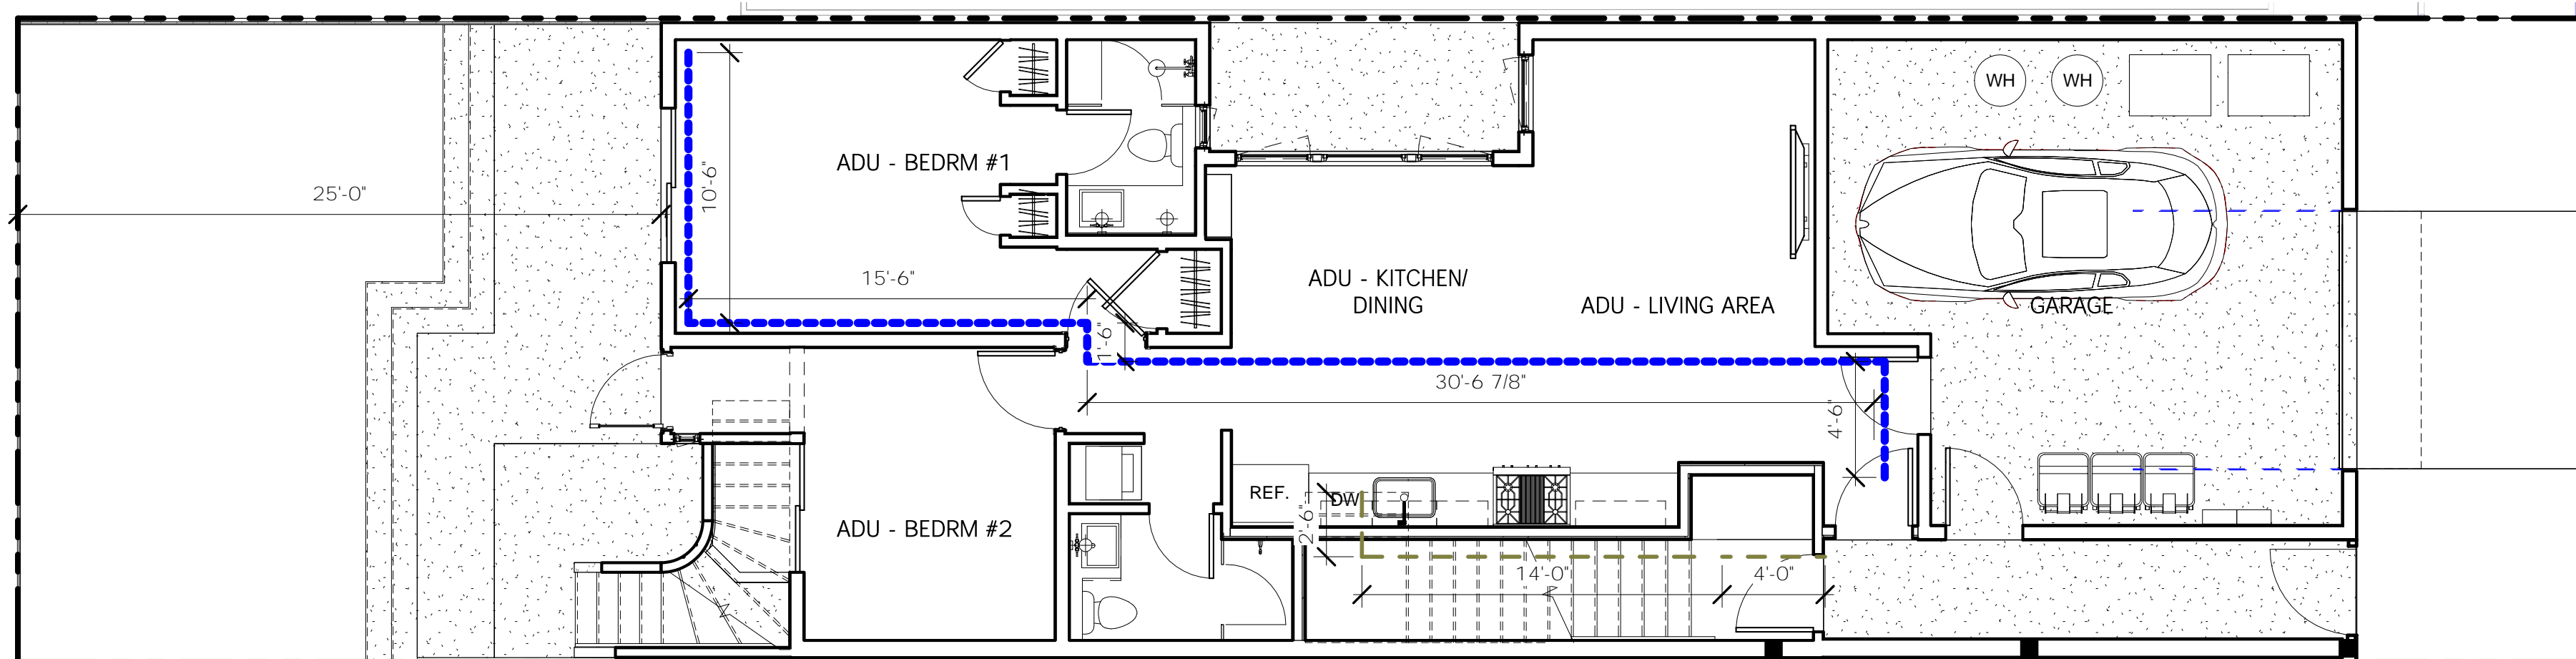 WH
WH
ADU - BEDRM #1
10'-6"
25'-0"
15'-6"
ADU - KITCHEN/
DINING
ADU - LIVING AREA
GARAGE
1'-6"
30'-6 7/8"
4'-6"
REF.
DW
ADU - BEDRM #2
2'-6"
14'-0"
4'-0"